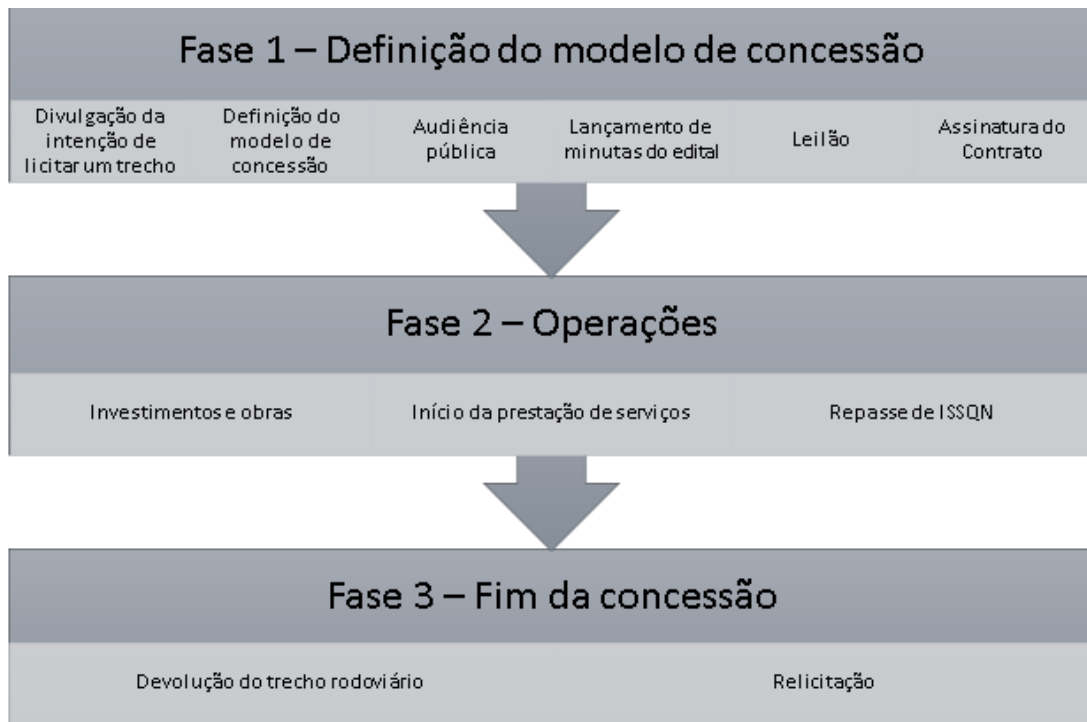 Fase 1 – Definição do modelo de concessão
Divulgação da
intenção de
licitar um trecho
Definição do
modelo de
concessão
Audiência
pública
Lançamento de
minutas do edital
Leilão
Assinatura do
Contrato
Fase 2 – Operações
Investimentos e obras
Início da prestação de serviços
Repasse de ISSQN
Fase 3 – Fim da concessão
Devolução do trecho rodoviário
Relicitação